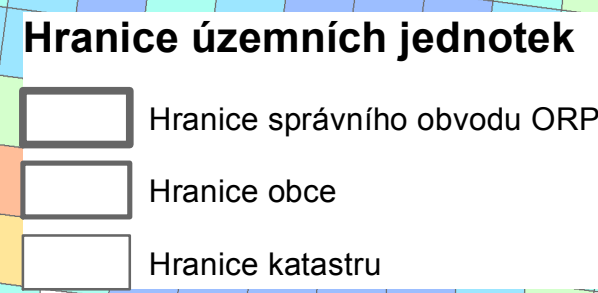 Hranice územních jednotek
Hranice správního obvodu ORP
Hranice obce
Hranice katastru